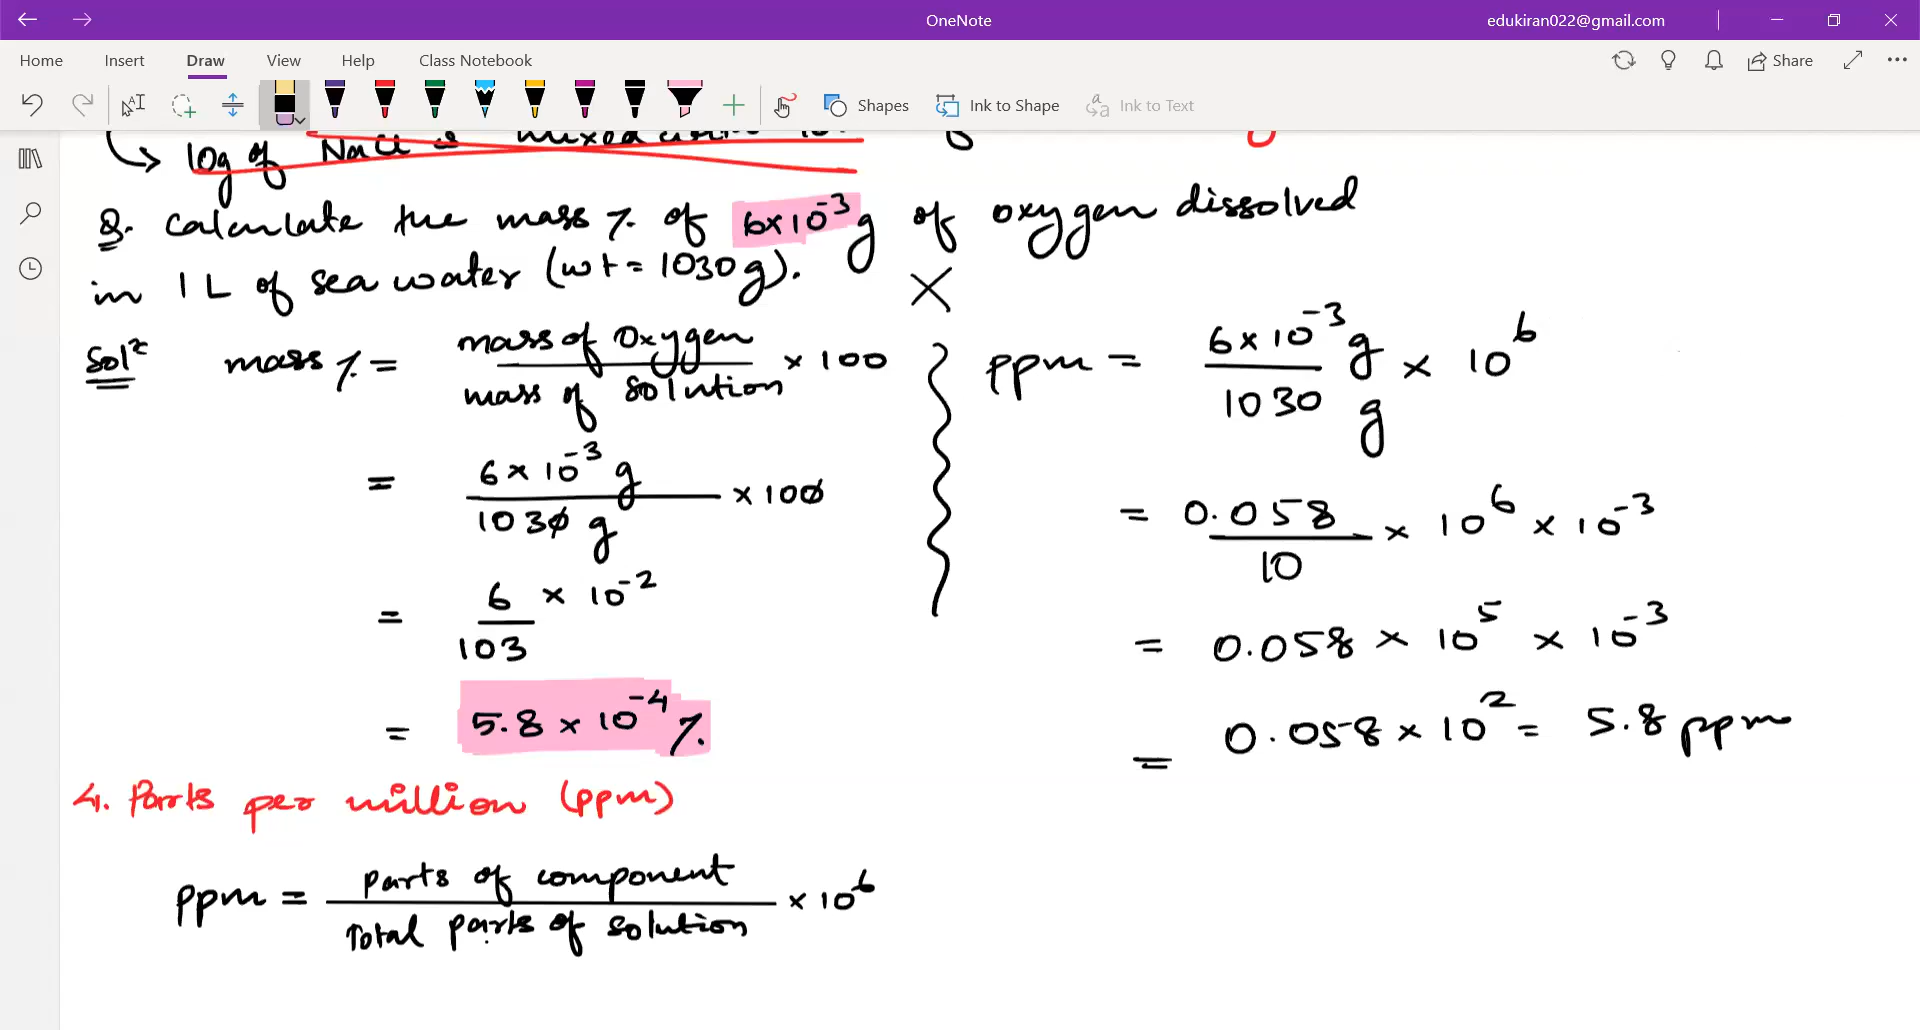 OneNote
edukiran022@gmail.com
Home Insert Draw View Help Class Notebook
Share
Shapes Ink to Shape Ink to Text
10g of NaCl is mixed
Q. Calculate the mass % of 6×10⁻³ g of oxygen dissolved
in 1 L of sea water (wt = 1030 g).
Sol² mass % = mass of Oxygen / mass of solution × 100
= 6 × 10⁻³ g / 1030 g × 100
= 6 / 103 × 10⁻²
= 5.8 × 10⁻⁴ %.
4. Parts per million (ppm)
ppm = parts of component / Total parts of solution × 10⁶
ppm = 6 × 10⁻³ g / 1030 g × 10⁶
= 0.058 / 10 × 10⁶ × 10⁻³
= 0.058 × 10⁵ × 10⁻³
= 0.058 × 10² = 5.8 ppm